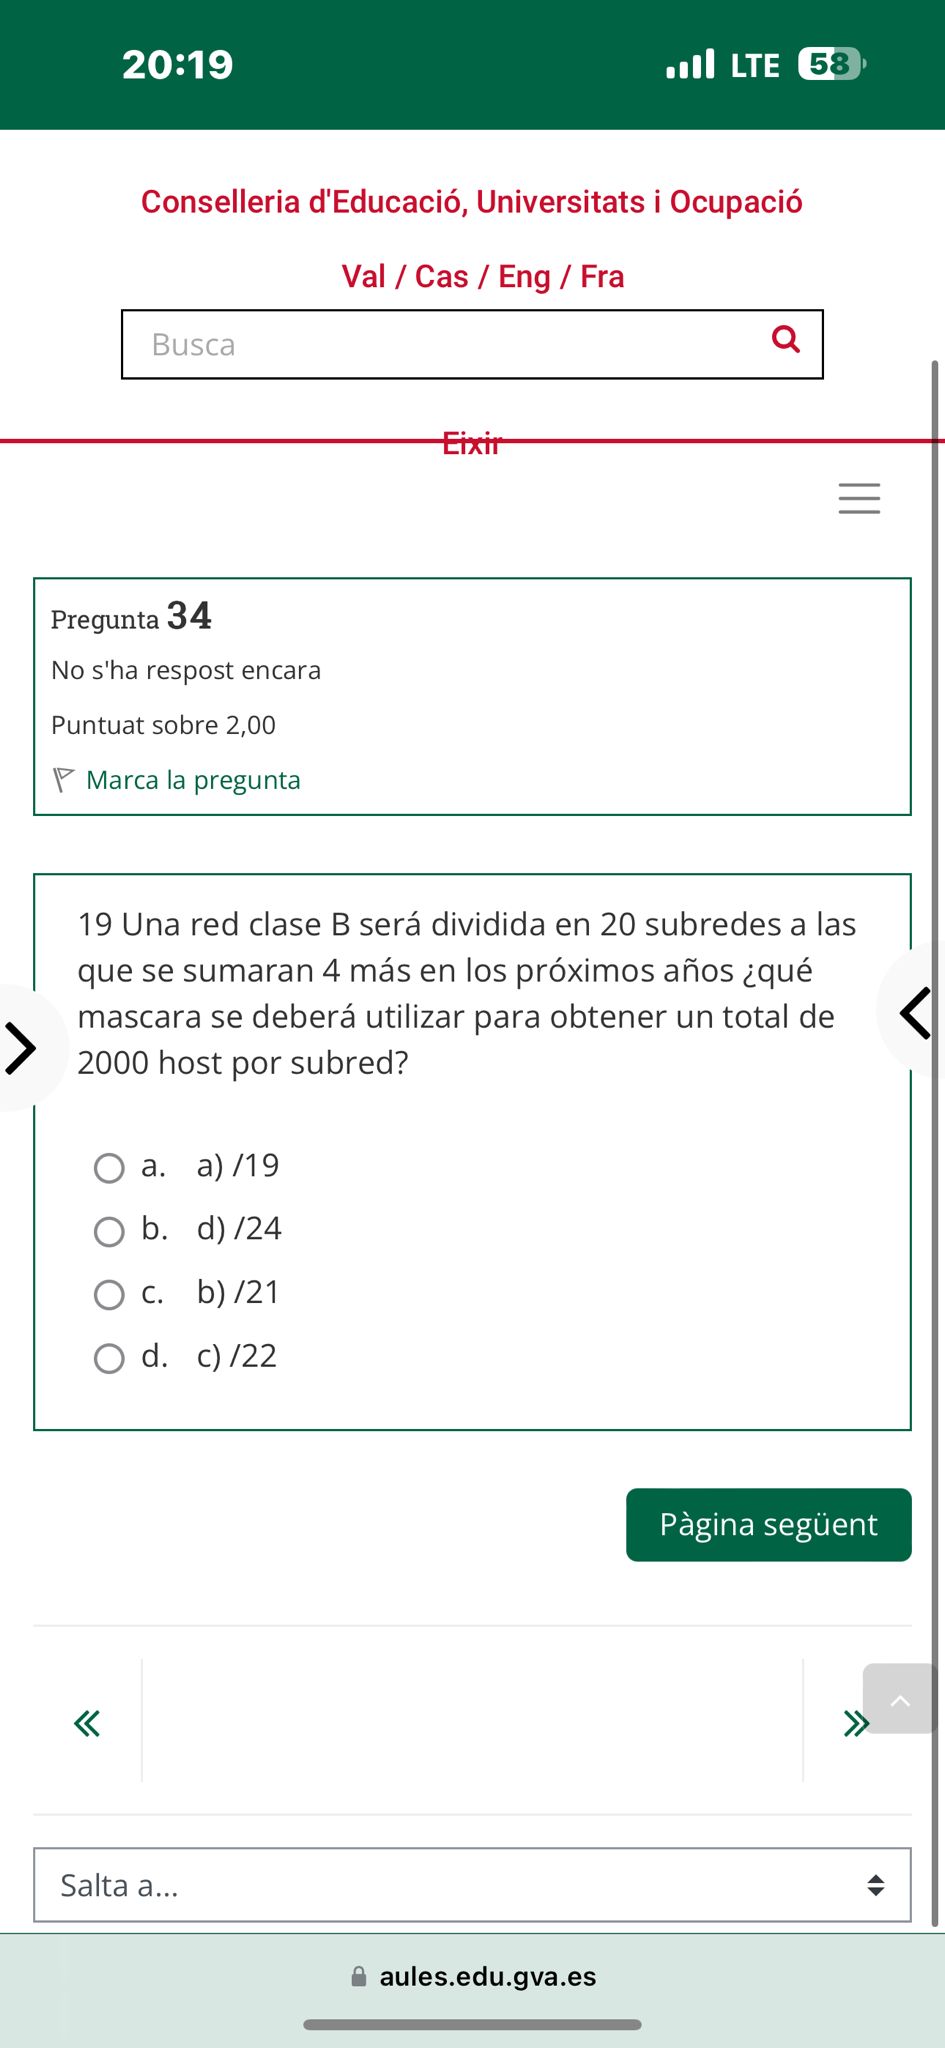 20:19
LTE 58
Conselleria d'Educació, Universitats i Ocupació
Val / Cas / Eng / Fra
Busca
Eixir
Pregunta 34
No s'ha respost encara
Puntuat sobre 2,00
Marca la pregunta
19 Una red clase B será dividida en 20 subredes a las
que se sumaran 4 más en los próximos años ¿qué
mascara se deberá utilizar para obtener un total de
2000 host por subred?
a. a) /19
b. d) /24
c. b) /21
d. c) /22
Pàgina següent
Salta a...
aules.edu.gva.es